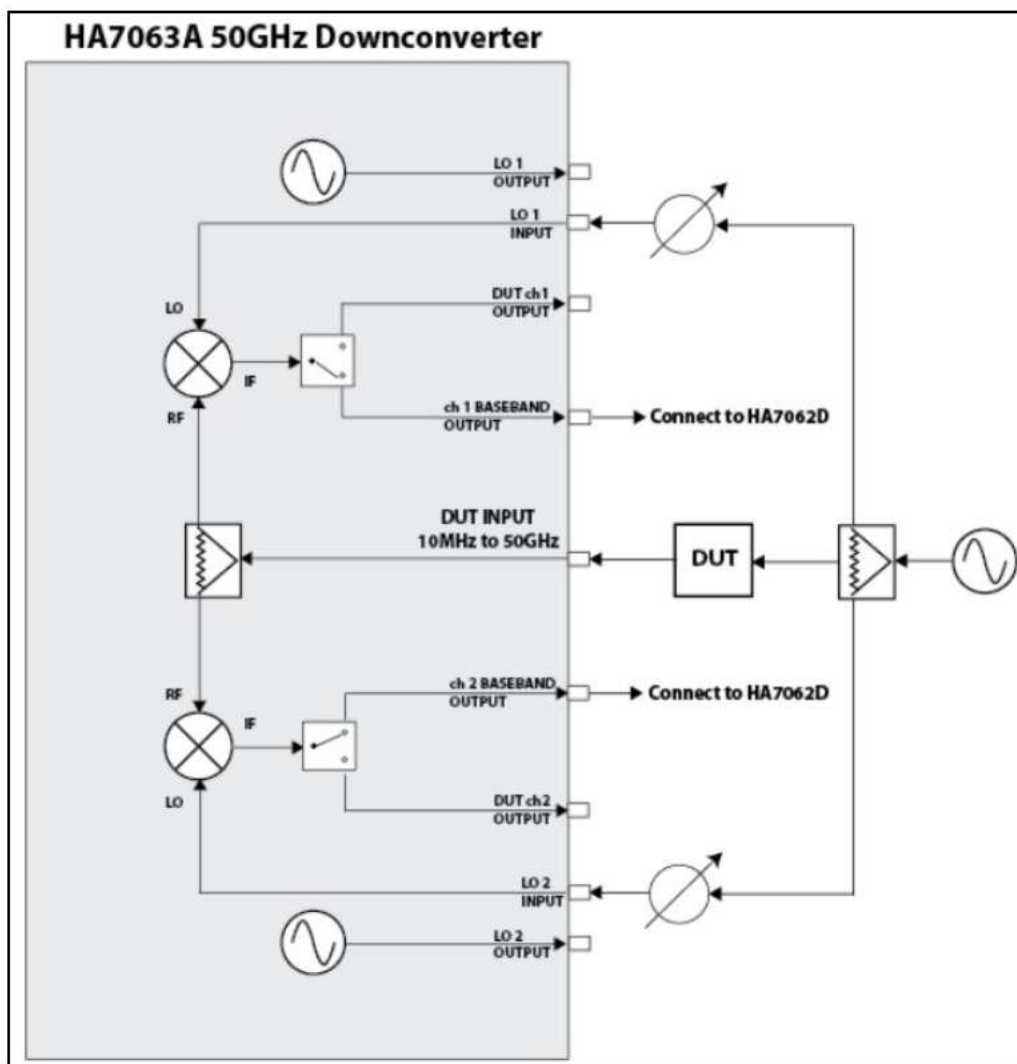 HA7063A 50GHz Downconverter
LO 1
OUTPUT
LO 1
INPUT
LO
DUT ch1
OUTPUT
IF
RF
ch 1 BASEBAND
OUTPUT
Connect to HA7062D
DUT INPUT
10MHz to 50GHz
DUT
RF
ch 2 BASEBAND
OUTPUT
Connect to HA7062D
IF
LO
DUT ch2
OUTPUT
LO 2
INPUT
LO 2
OUTPUT